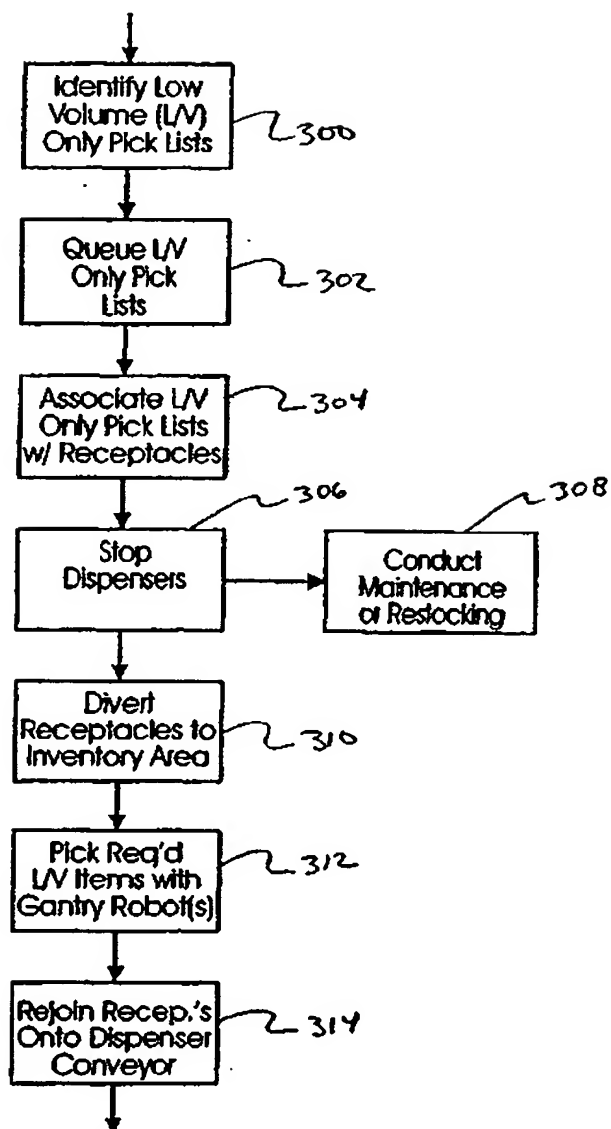 Identify Low
Volume (L/V)
Only Pick Lists
300
Queue L/V
Only Pick
Lists
302
Associate L/V
Only Pick Lists
w/ Receptacles
304
306
Stop
Dispensers
308
Conduct
Maintenance
or Restocking
Divert
Receptacles to
Inventory Area
310
Pick Req'd
L/V Items with
Gantry Robot(s)
312
Rejoin Recep.'s
Onto Dispenser
Conveyor
314